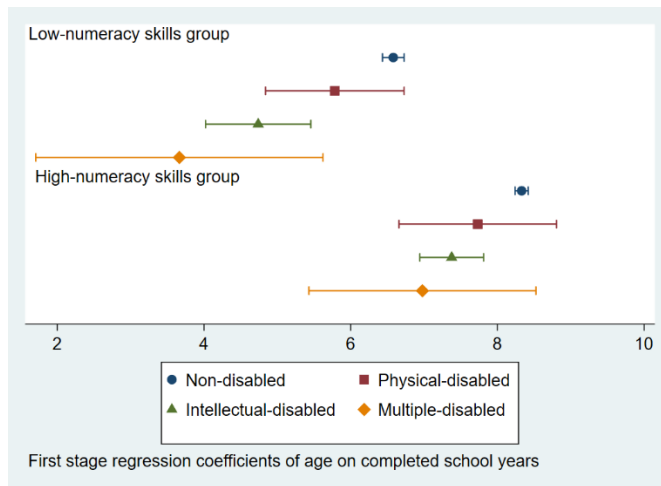 Low-numeracy skills group
High-numeracy skills group
2 4 6 8 10
Non-disabled Physical-disabled
Intellectual-disabled Multiple-disabled
First stage regression coefficients of age on completed school years